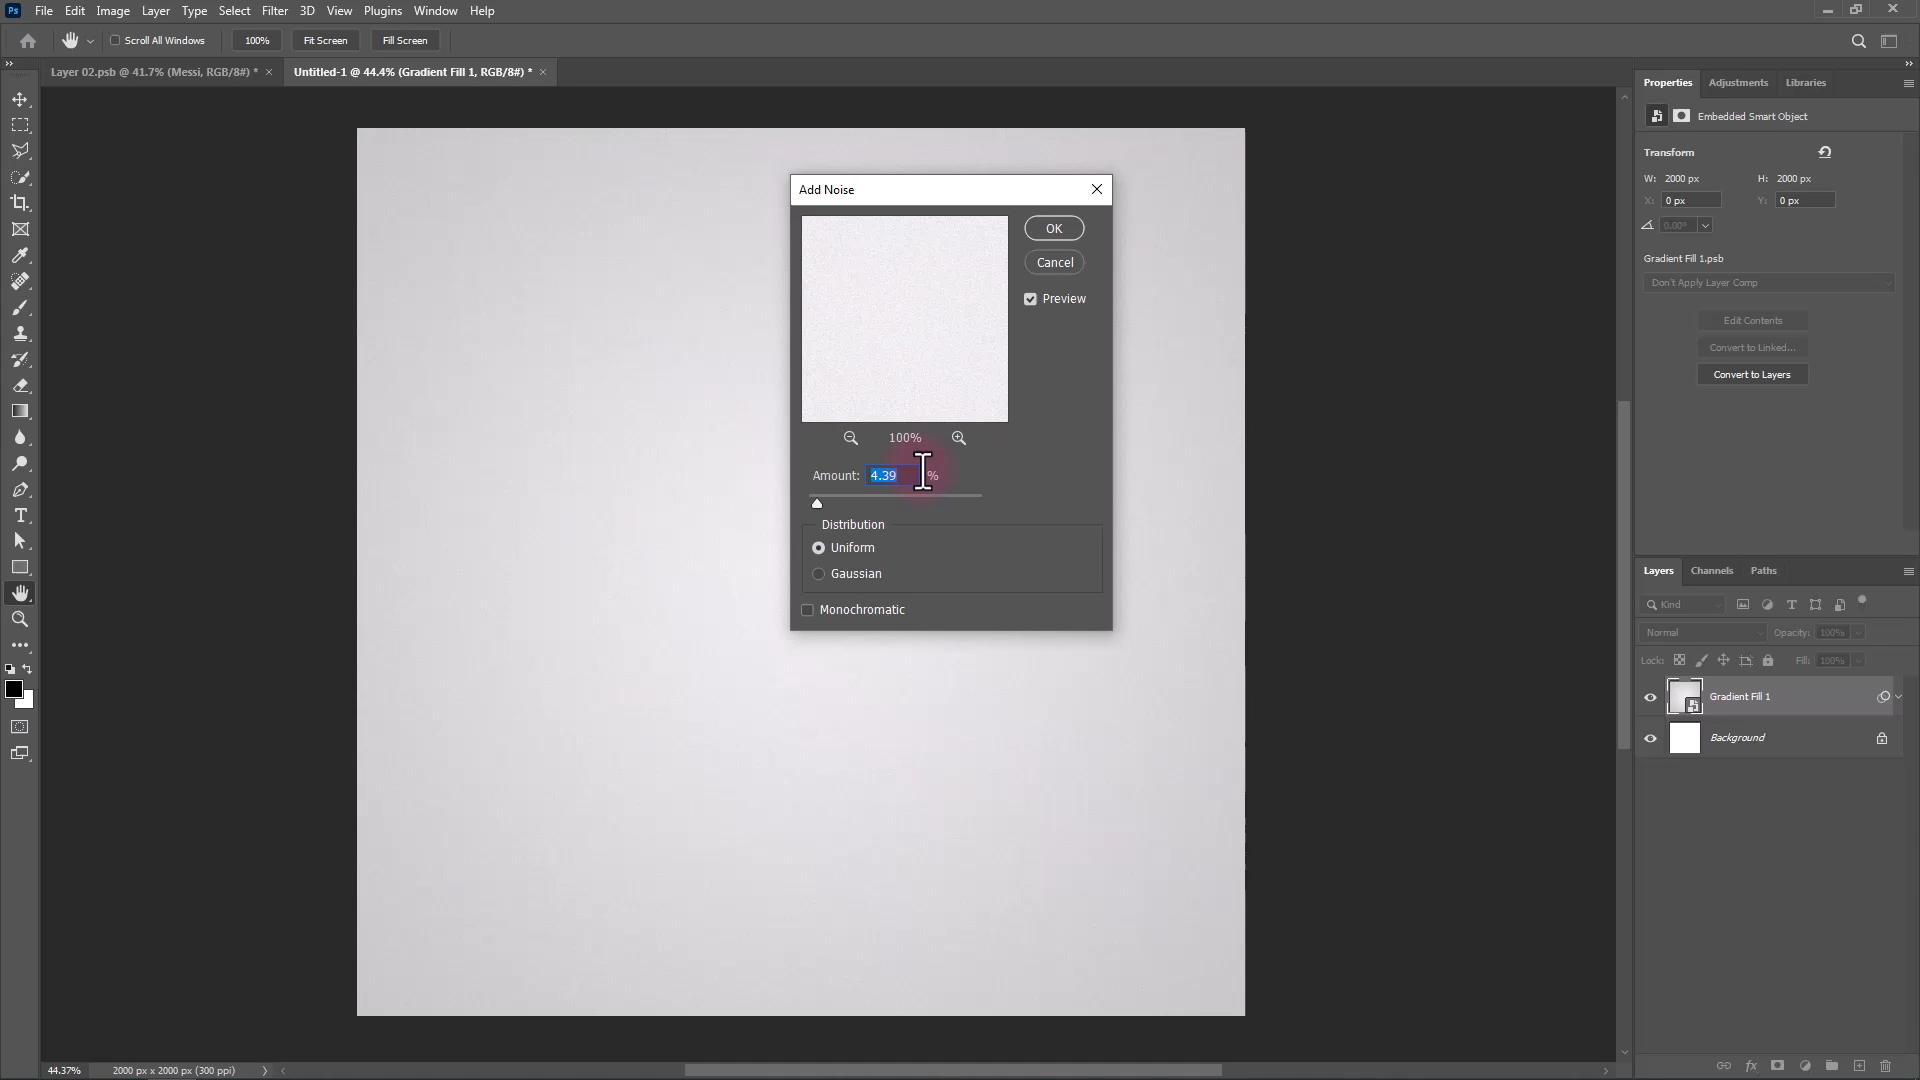 Ps File Edit Image Layer Type Select Filter 3D View Plugins Window Help
Scroll All Windows 100% Fit Screen Fill Screen
Layer 02.psb @ 41.7% (Messi, RGB/8#) *
Untitled-1 @ 44.4% (Gradient Fill 1, RGB/8#) *
Properties Adjustments Libraries
Embedded Smart Object
Transform
W: 2000 px H: 2000 px
X: 0 px Y: 0 px
0.00°
Gradient Fill 1.psb
Don't Apply Layer Comp
Edit Contents
Convert to Linked...
Convert to Layers
Add Noise
OK
Cancel
Preview
100%
Amount: 4.39 %
Distribution
Uniform
Gaussian
Monochromatic
Layers Channels Paths
Kind
Normal Opacity: 100%
Lock: Fill: 100%
Gradient Fill 1
Background
44.37% 2000 px x 2000 px (300 ppi)